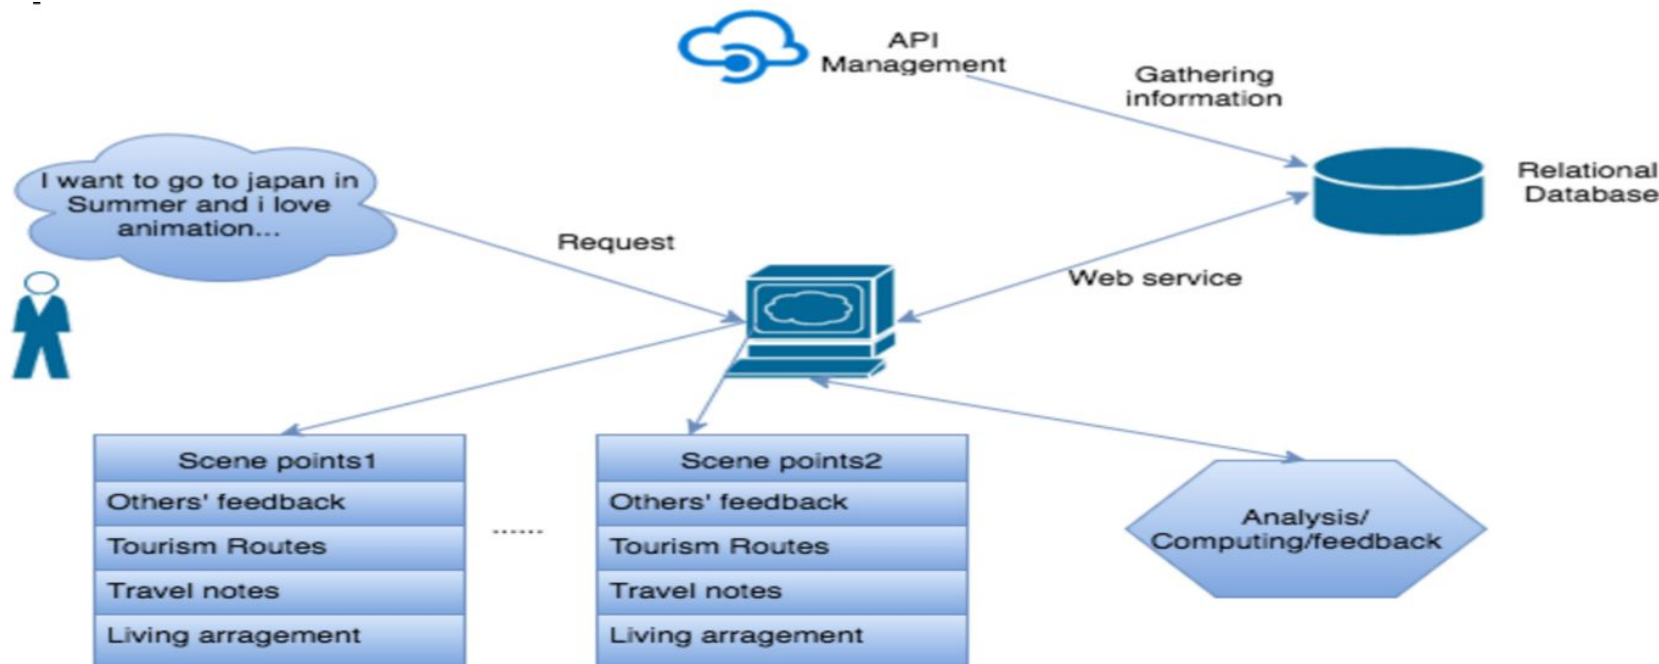 API
Management
Gathering
information
Relational
Database
I want to go to japan in
Summer and i love
animation...
Request
Web service
Scene points1
Others' feedback
Tourism Routes
Travel notes
Living arragement
......
Scene points2
Others' feedback
Tourism Routes
Travel notes
Living arragement
Analysis/
Computing/feedback